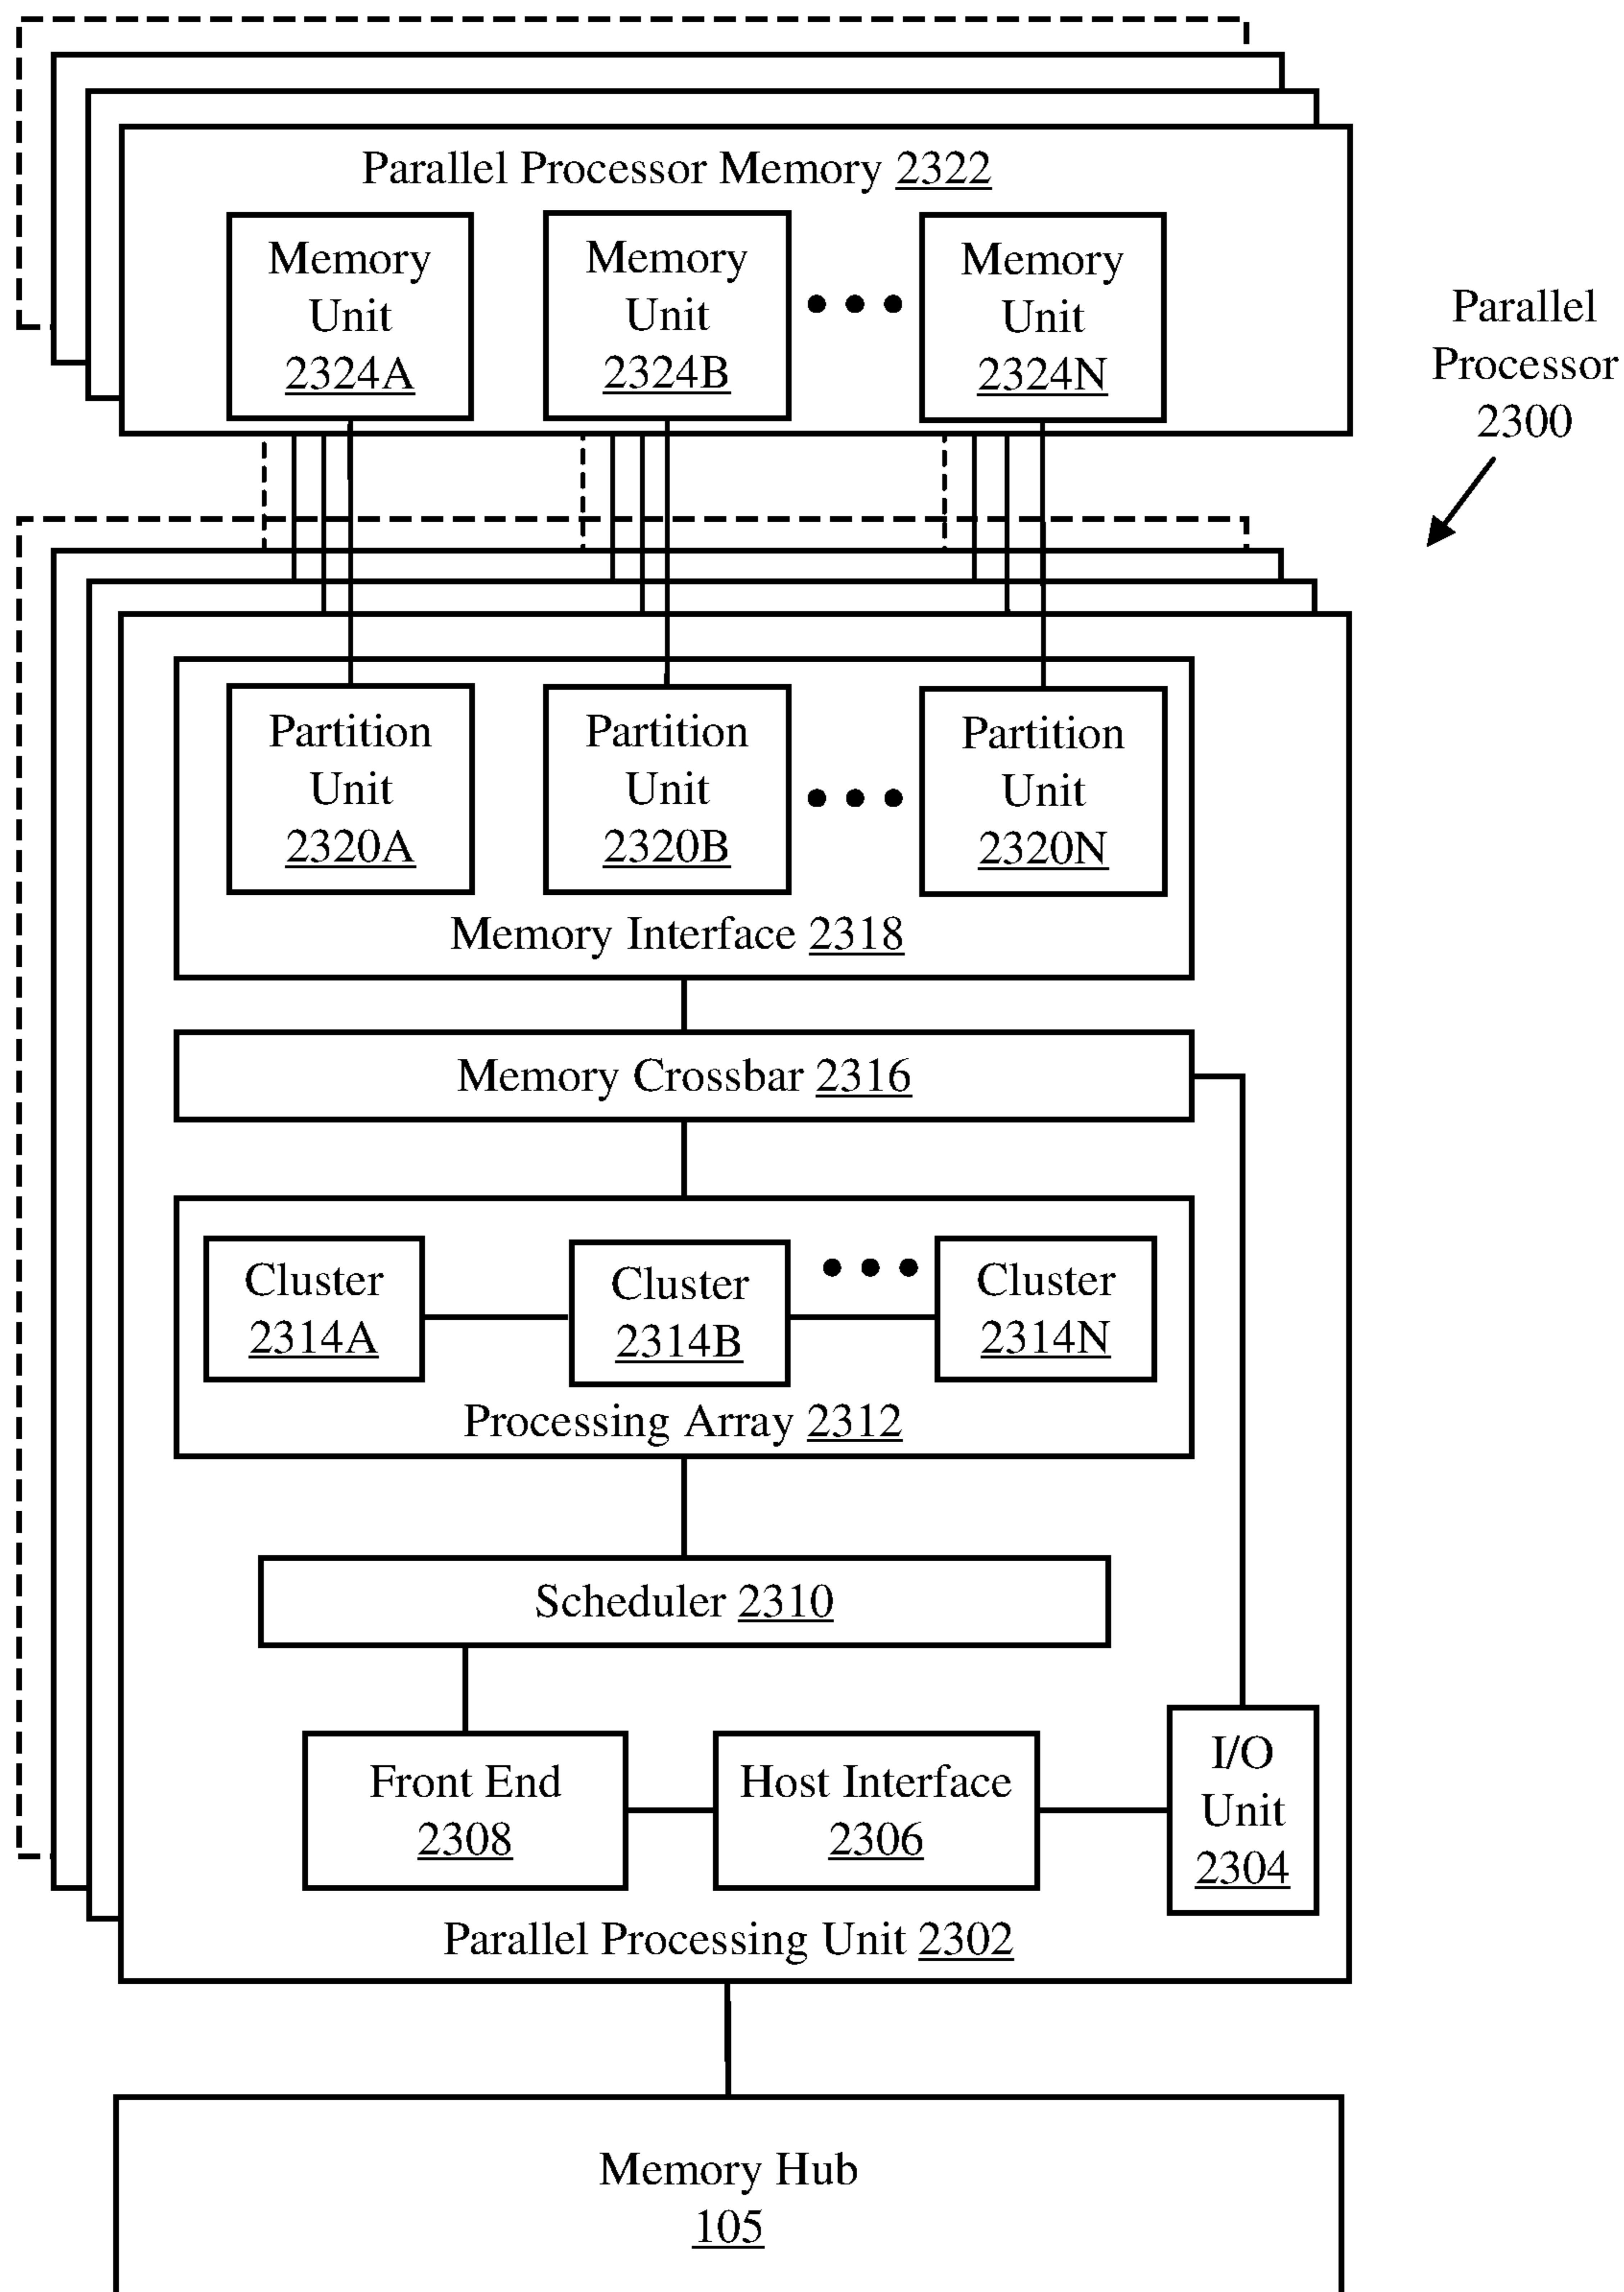 Parallel Processor Memory 2322
Memory
Unit
2324A
Memory
Unit
2324B
Memory
Unit
2324N
Parallel
Processor
2300
Partition
Unit
2320A
Partition
Unit
2320B
Partition
Unit
2320N
Memory Interface 2318
Memory Crossbar 2316
Cluster
2314A
Cluster
2314B
Cluster
2314N
Processing Array 2312
Scheduler 2310
Front End
2308
Host Interface
2306
I/O
Unit
2304
Parallel Processing Unit 2302
Memory Hub
105